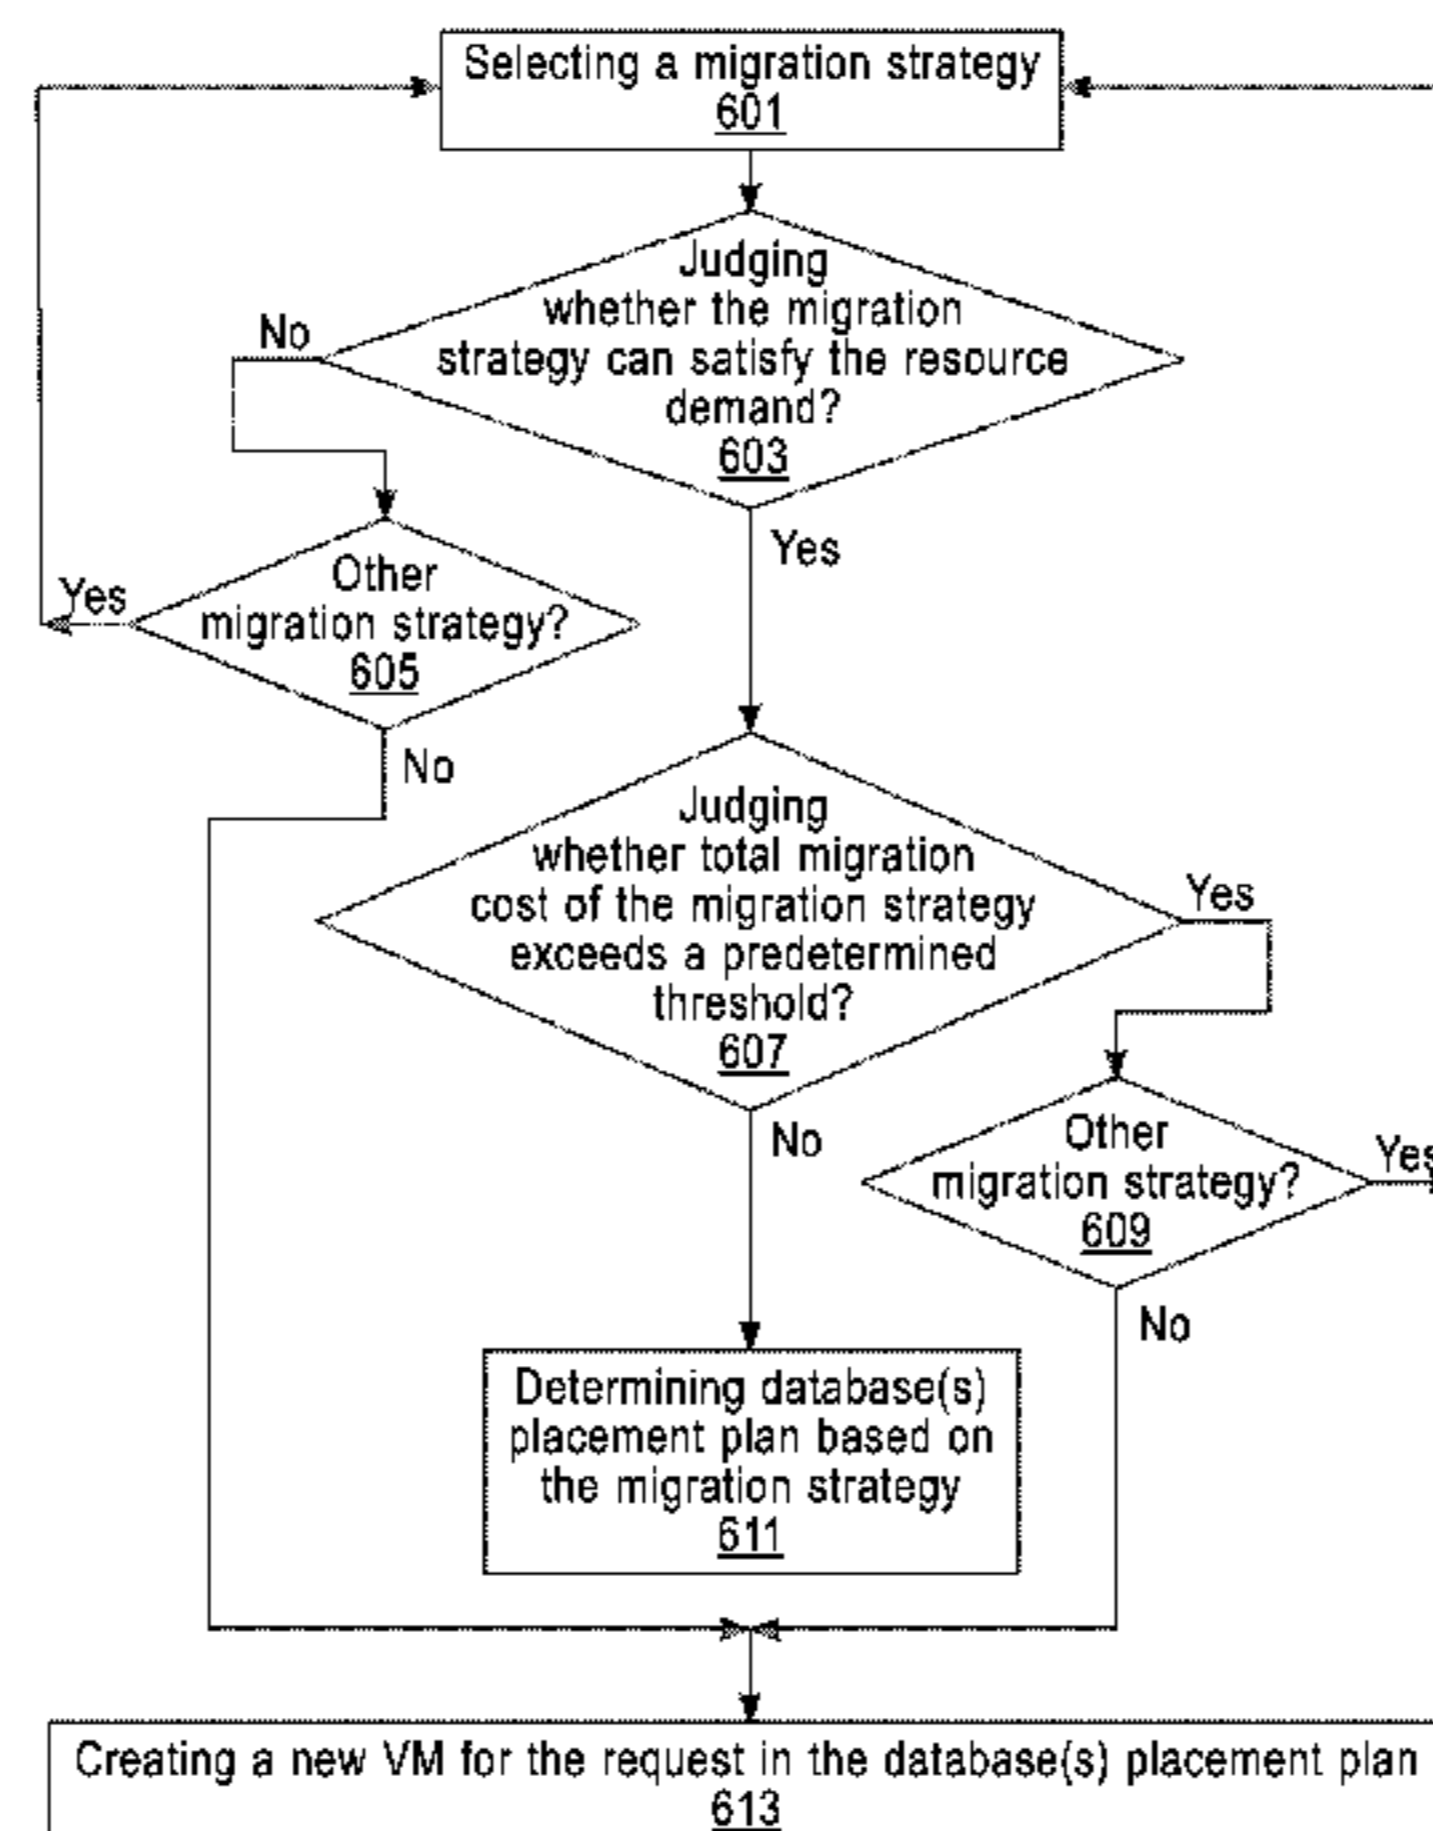 Selecting a migration strategy
601
Judging
whether the migration
strategy can satisfy the resource
demand?
603
No
Yes
Other
migration strategy?
605
Yes
No
Judging
whether total migration
cost of the migration strategy
exceeds a predetermined
threshold?
607
Yes
No
Other
migration strategy?
609
Yes
No
Determining database(s)
placement plan based on
the migration strategy
611
Creating a new VM for the request in the database(s) placement plan
613